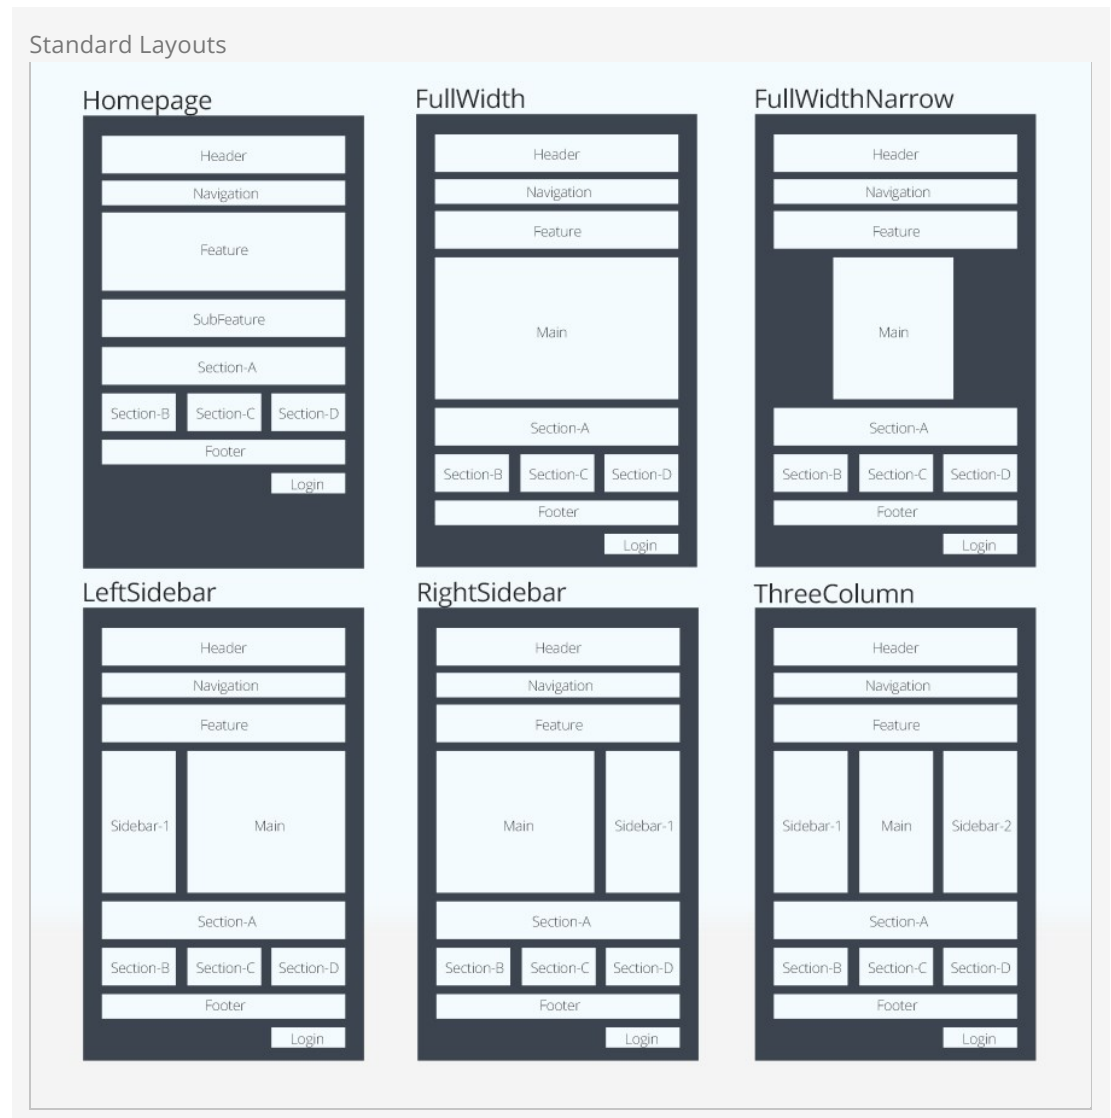 Standard Layouts
Homepage
Header
Navigation
Feature
SubFeature
Section-A
Section-B Section-C Section-D
Footer
Login
FullWidth
Header
Navigation
Feature
Main
Section-A
Section-B Section-C Section-D
Footer
Login
FullWidthNarrow
Header
Navigation
Feature
Main
Section-A
Section-B Section-C Section-D
Footer
Login
LeftSidebar
Header
Navigation
Feature
Sidebar-1 Main
Section-A
Section-B Section-C Section-D
Footer
Login
RightSidebar
Header
Navigation
Feature
Main Sidebar-1
Section-A
Section-B Section-C Section-D
Footer
Login
ThreeColumn
Header
Navigation
Feature
Sidebar-1 Main Sidebar-2
Section-A
Section-B Section-C Section-D
Footer
Login